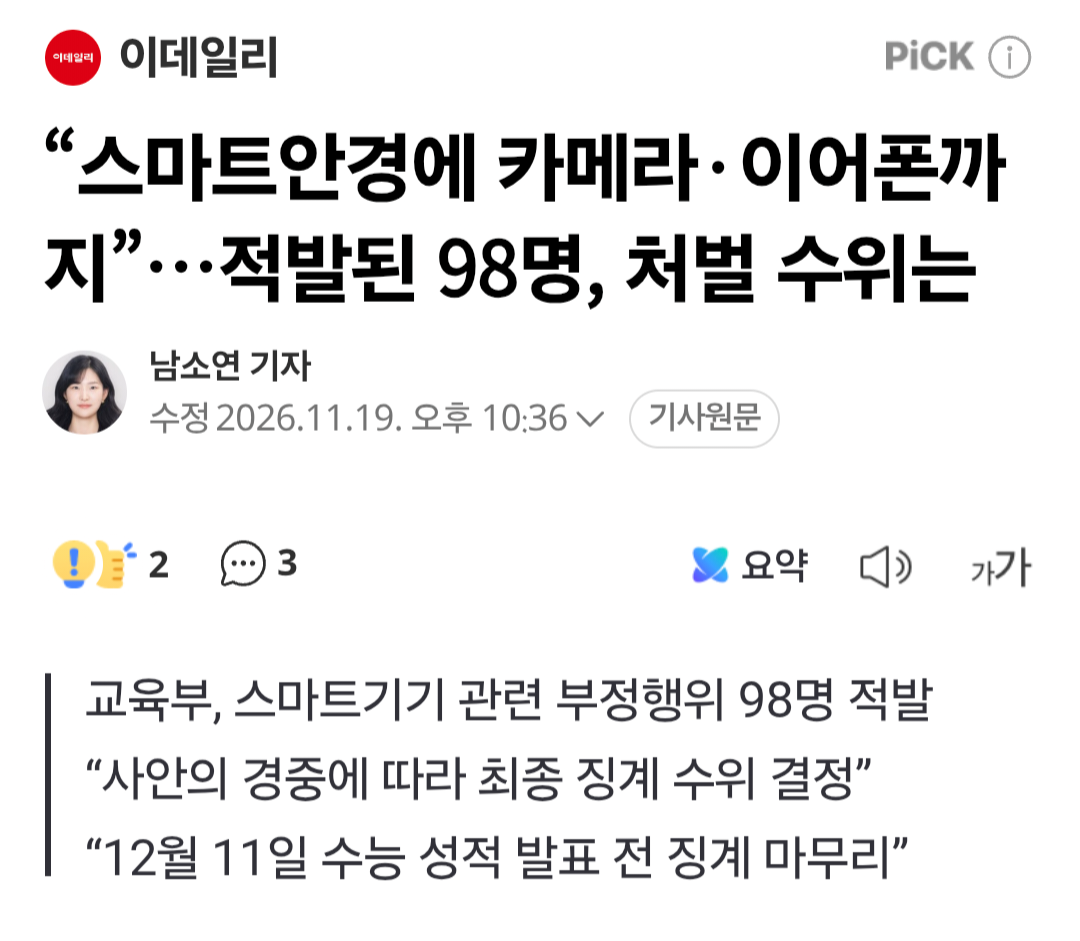 이데일리
이데일리
PiCK
“스마트안경에 카메라·이어폰까
지”…적발된 98명, 처벌 수위는
남소연 기자
수정 2026.11.19. 오후 10:36
기사원문
2
3
요약
가가
교육부, 스마트기기 관련 부정행위 98명 적발
“사안의 경중에 따라 최종 징계 수위 결정”
“12월 11일 수능 성적 발표 전 징계 마무리”